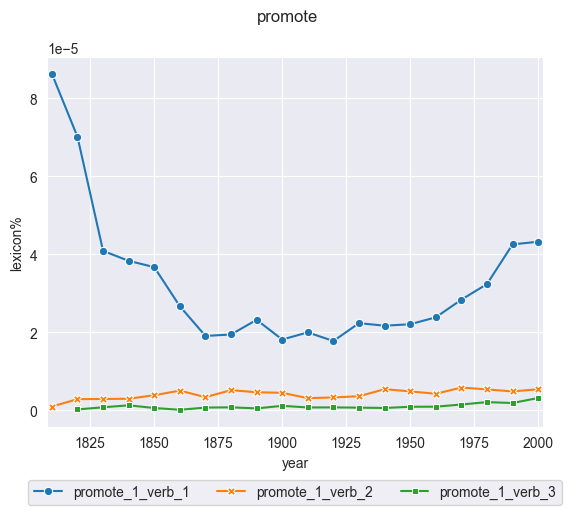 promote
1e−5
8
6
4
2
0
lexicon%
1825 1850 1875 1900 1925 1950 1975 2000
year
promote_1_verb_1 promote_1_verb_2 promote_1_verb_3